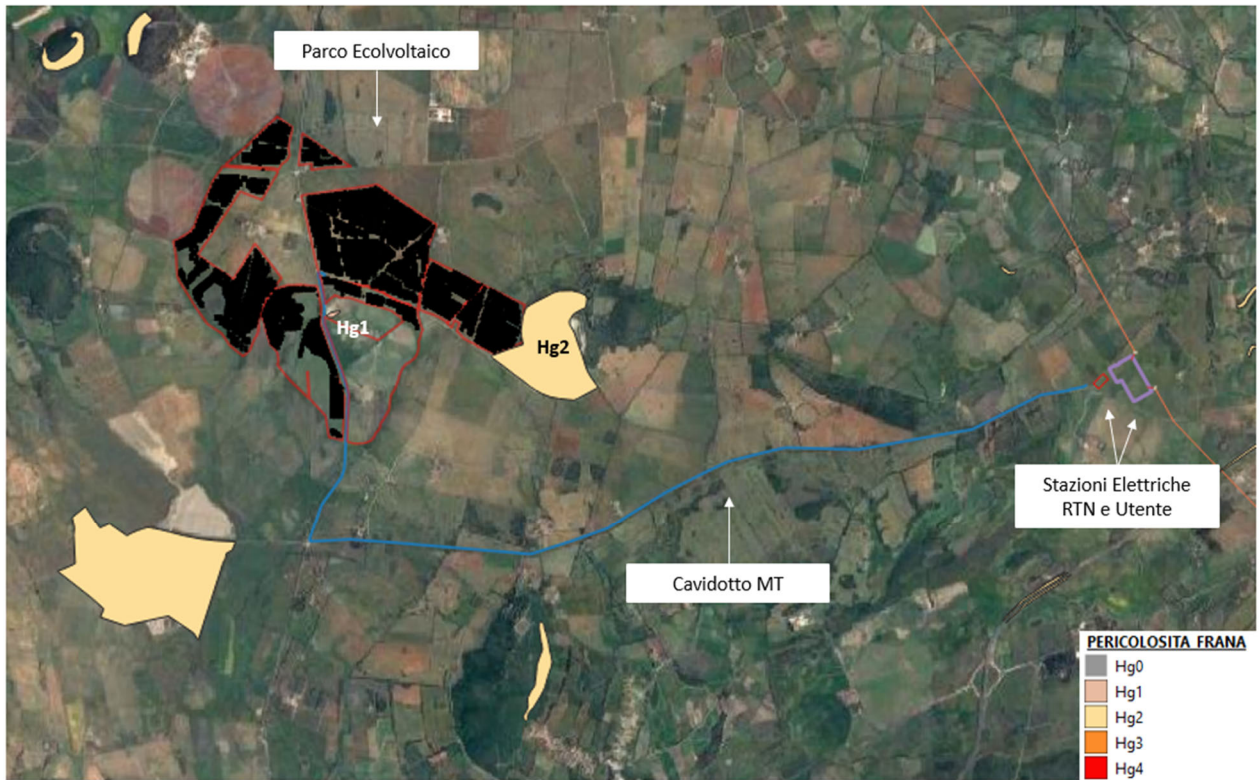 Parco Ecolvoltaico
Hg1
Hg2
Stazioni Elettriche
RTN e Utente
Cavidotto MT
PERICOLOSITA FRANA
Hg0
Hg1
Hg2
Hg3
Hg4